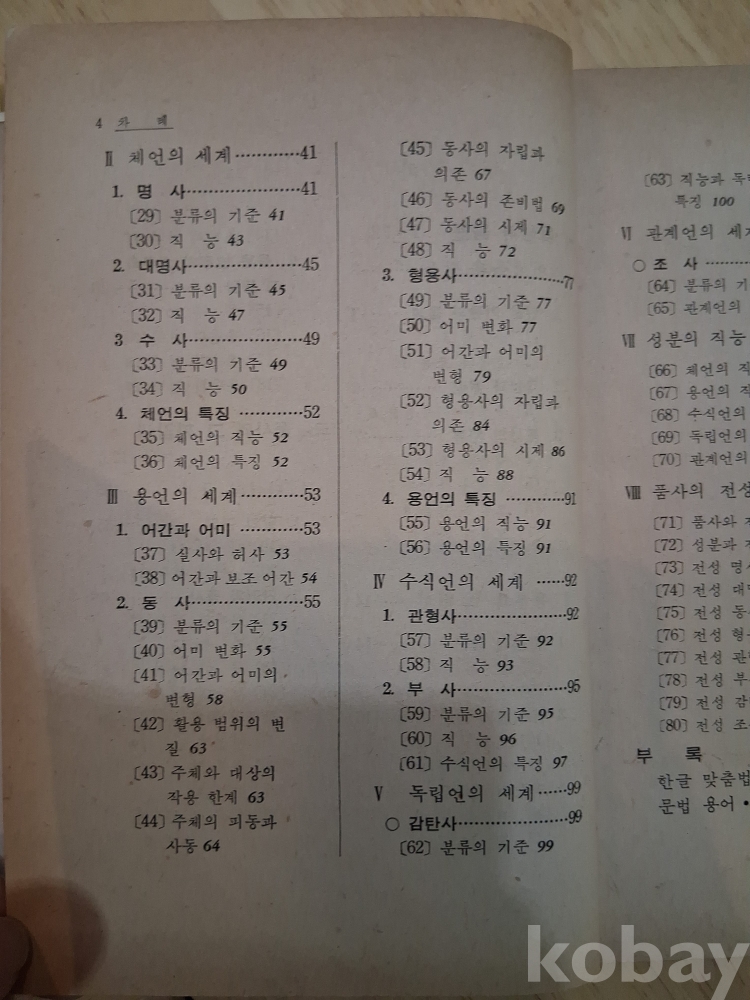 4 차 례
Ⅱ 체언의 세계 …………41
1. 명 사…………………41
〔29〕 분류의 기준 41
〔30〕 직 능 43
2. 대명사…………………45
〔31〕 분류의 기준 45
〔32〕 직 능 47
3 수 사…………………49
〔33〕 분류의 기준 49
〔34〕 직 능 50
4. 체언의 특징 …………52
〔35〕 체언의 직능 52
〔36〕 체언의 특징 52
Ⅲ 용언의 세계…………53
1. 어간과 어미 …………53
〔37〕 실사와 허사 53
〔38〕 어간과 보조 어간 54
2. 동 사…………………55
〔39〕 분류의 기준 55
〔40〕 어미 변화 55
〔41〕 어간과 어미의
변형 58
〔42〕 활용 범위의 변
질 63
〔43〕 주체와 대상의
작용 한계 63
〔44〕 주체의 피동과
사동 64
〔45〕 동사의 자립과
의존 67
〔46〕 동사의 존비법 69
〔47〕 동사의 시제 71
〔48〕 직 능 72
3. 형용사…………………77
〔49〕 분류의 기준 77
〔50〕 어미 변화 77
〔51〕 어간과 어미의
변형 79
〔52〕 형용사의 자립과
의존 84
〔53〕 형용사의 시제 86
〔54〕 직 능 88
4. 용언의 특징 …………91
〔55〕 용언의 직능 91
〔56〕 용언의 특징 91
Ⅳ 수식언의 세계 ……92
1. 관형사…………………92
〔57〕 분류의 기준 92
〔58〕 직 능 93
2. 부 사…………………95
〔59〕 분류의 기준 95
〔60〕 직 능 96
〔61〕 수식언의 특징 97
Ⅴ 독립언의 세계……99
○ 감탄사…………………99
〔62〕 분류의 기준 99
〔63〕 직능과 독립
특징 100
Ⅵ 관계언의 세계
○ 조 사
〔64〕 분류의 기
〔65〕 관계언의
Ⅶ 성분의 직능
〔66〕 체언의 직
〔67〕 용언의 직
〔68〕 수식언의
〔69〕 독립언의
〔70〕 관계언의
Ⅷ 품사의 전성
〔71〕 품사와
〔72〕 성분과
〔73〕 전성 명사
〔74〕 전성 대명
〔75〕 전성 동
〔76〕 전성 형
〔77〕 전성 관
〔78〕 전성 부
〔79〕 전성 감
〔80〕 전성 조
부 록
한글 맞춤법
문법 용어
kobay